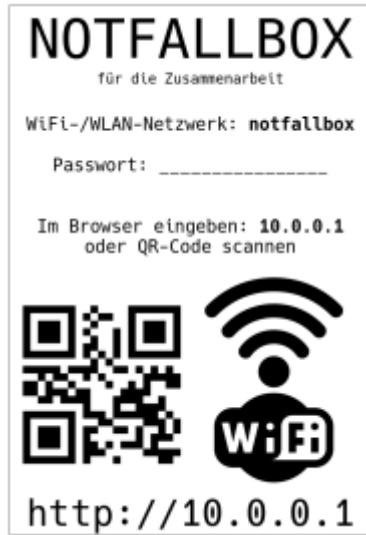 NOTFALLBOX
für die Zusammenarbeit
WiFi-/WLAN-Netzwerk: notfallbox
Passwort: ________________
Im Browser eingeben: 10.0.0.1
oder QR-Code scannen
WiFi
http://10.0.0.1